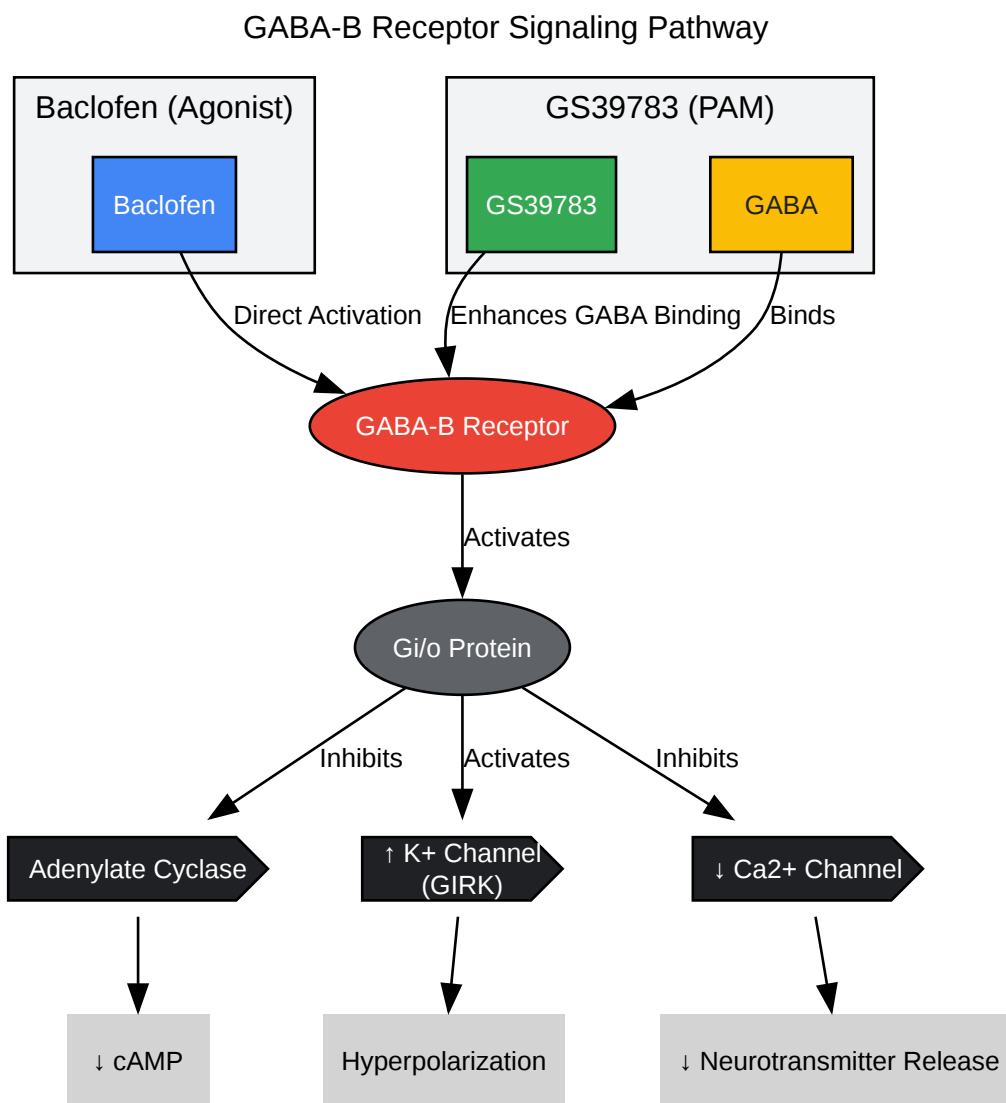 GABA-B Receptor Signaling Pathway
Baclofen (Agonist)
GS39783 (PAM)
Baclofen
GS39783
GABA
Direct Activation
Enhances GABA Binding
Binds
GABA-B Receptor
Activates
Gi/o Protein
Inhibits
Activates
Inhibits
Adenylate Cyclase
↑ K+ Channel
(GIRK)
↓ Ca2+ Channel
↓ cAMP
Hyperpolarization
↓ Neurotransmitter Release